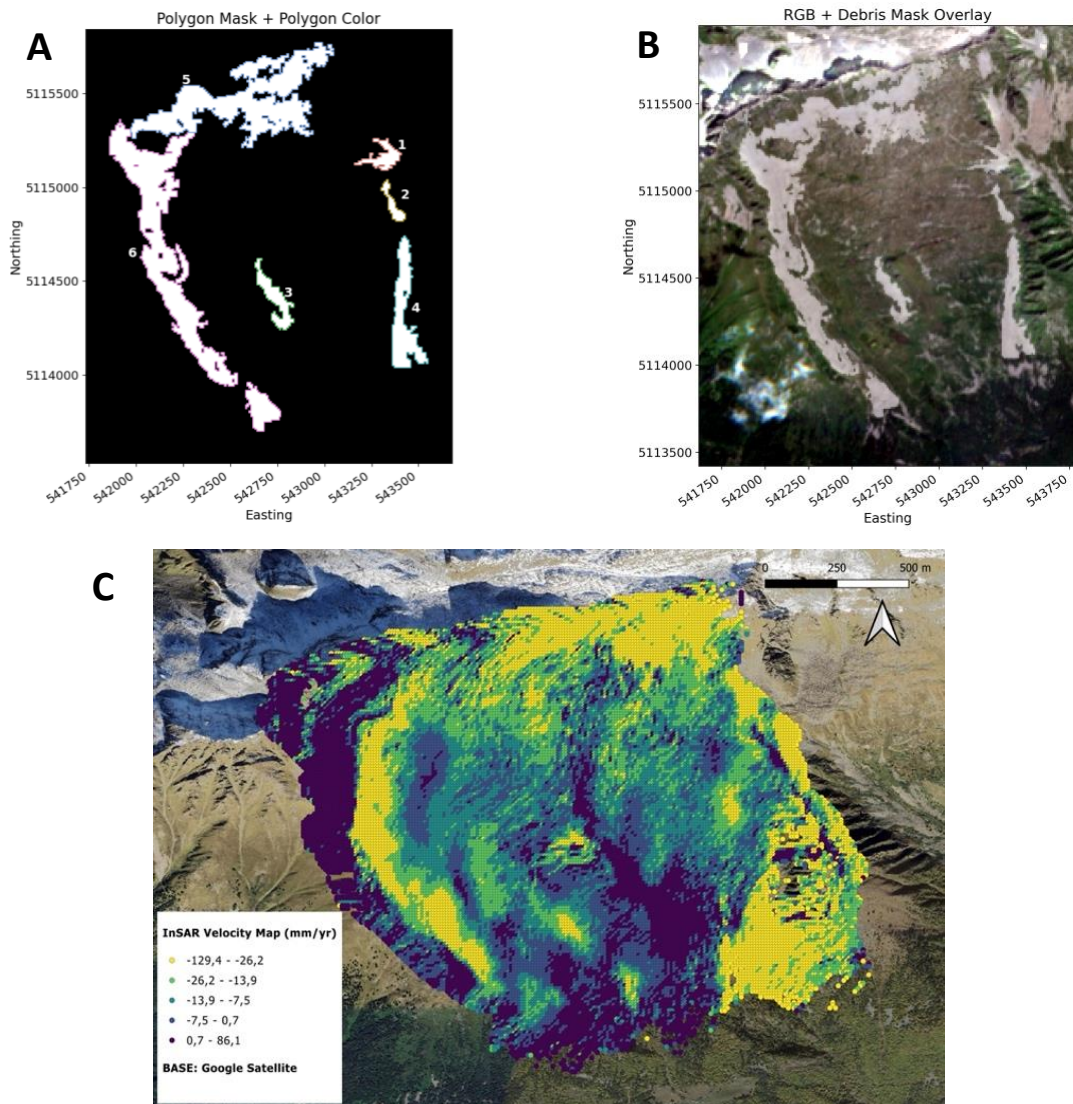 A
Polygon Mask + Polygon Color
5115500
5115000
5114500
5114000
Northing
5
1
2
6
3
4
541750
542000
542250
542500
542750
543000
543250
543500
Easting
B
RGB + Debris Mask Overlay
5115500
5115000
5114500
5114000
5113500
Northing
541750
542000
542250
542500
542750
543000
543250
543500
543750
Easting
C
0 250 500 m
InSAR Velocity Map (mm/yr)
-129,4 - -26,2
-26,2 - -13,9
-13,9 - -7,5
-7,5 - 0,7
0,7 - 86,1
BASE: Google Satellite